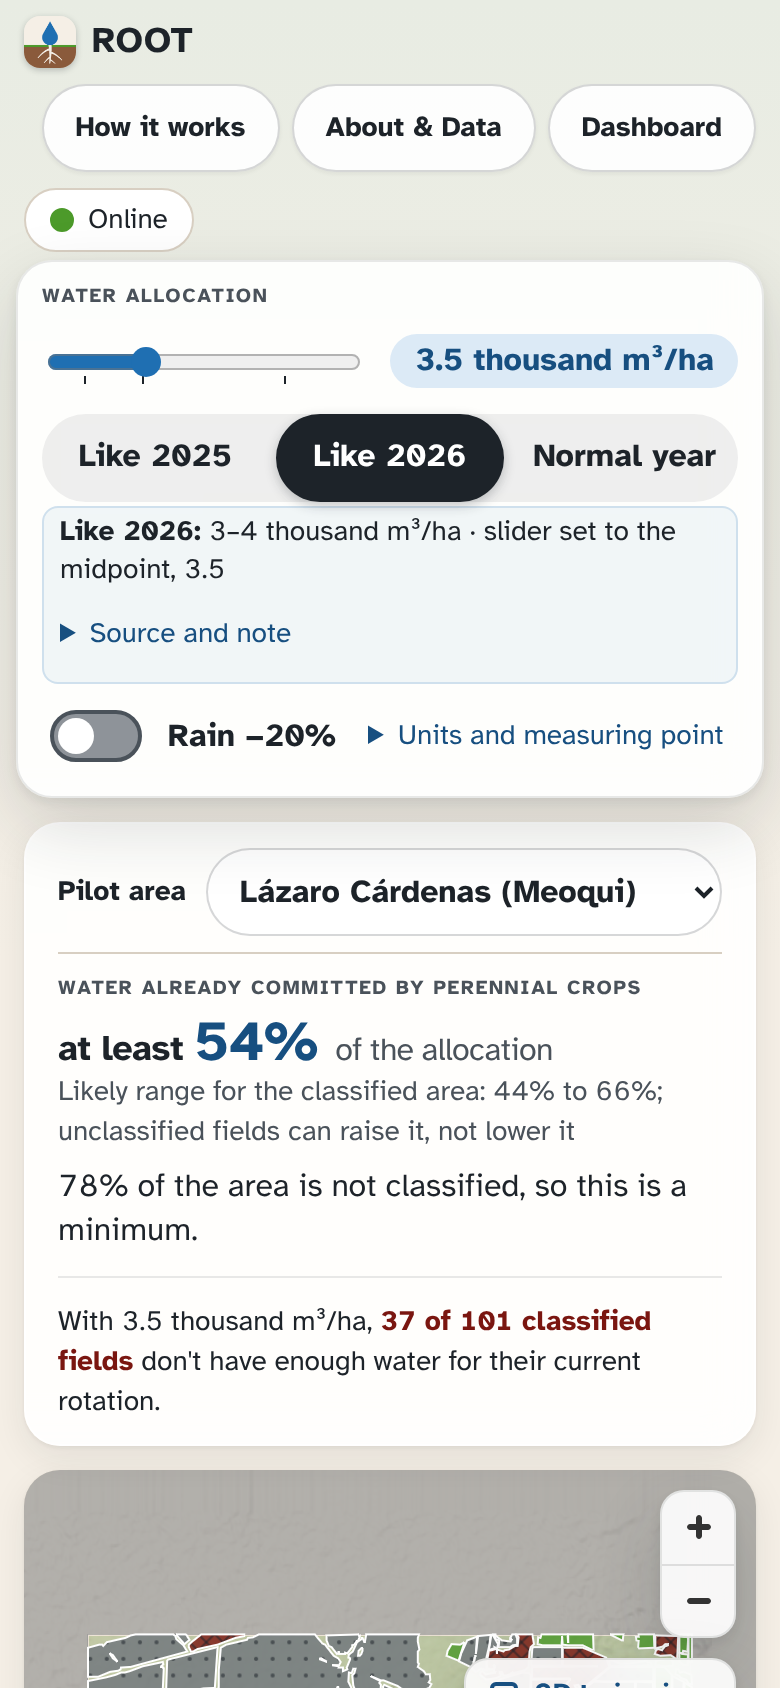 ROOT
How it works
About & Data
Dashboard
Online
WATER ALLOCATION
3.5 thousand m³/ha
Like 2025
Like 2026
Normal year
Like 2026: 3–4 thousand m³/ha · slider set to the
midpoint, 3.5
Source and note
Rain −20%
Units and measuring point
Pilot area
Lázaro Cárdenas (Meoqui)
WATER ALREADY COMMITTED BY PERENNIAL CROPS
at least 54% of the allocation
Likely range for the classified area: 44% to 66%;
unclassified fields can raise it, not lower it
78% of the area is not classified, so this is a
minimum.
With 3.5 thousand m³/ha, 37 of 101 classified
fields don't have enough water for their current
rotation.
+
−